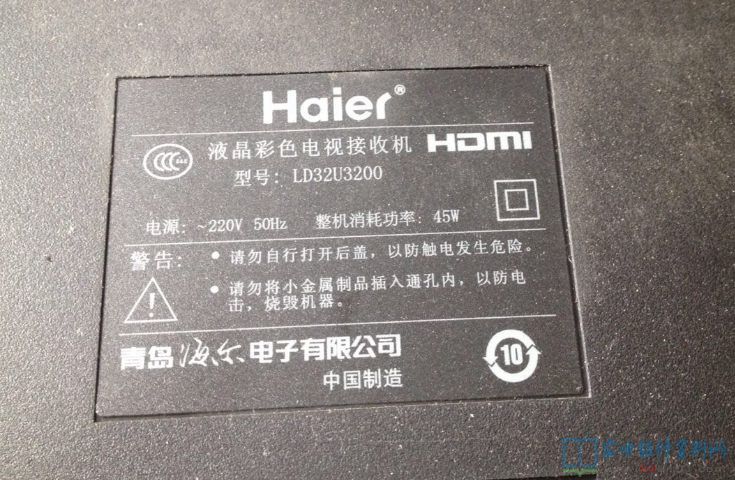 Haier®
液晶彩色电视接收机 HDMI
型号: LD32U3200
电源: ~220V 50Hz 整机消耗功率: 45W
警告: • 请勿自行打开后盖，以防触电发生危险。
• 请勿将小金属制品插入通孔内，以防电
击，烧毁机器。
青岛海尔电子有限公司
中国制造
10